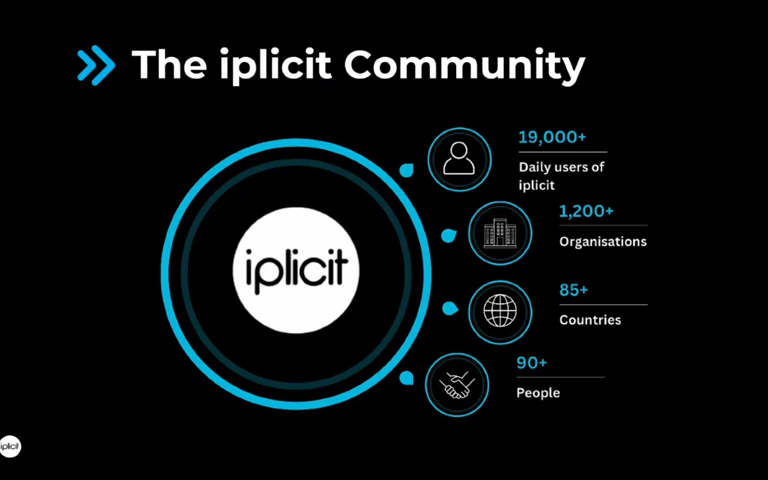 The iplicit Community
iplicit
19,000+
Daily users of
iplicit
1,200+
Organisations
85+
Countries
90+
People
iplicit